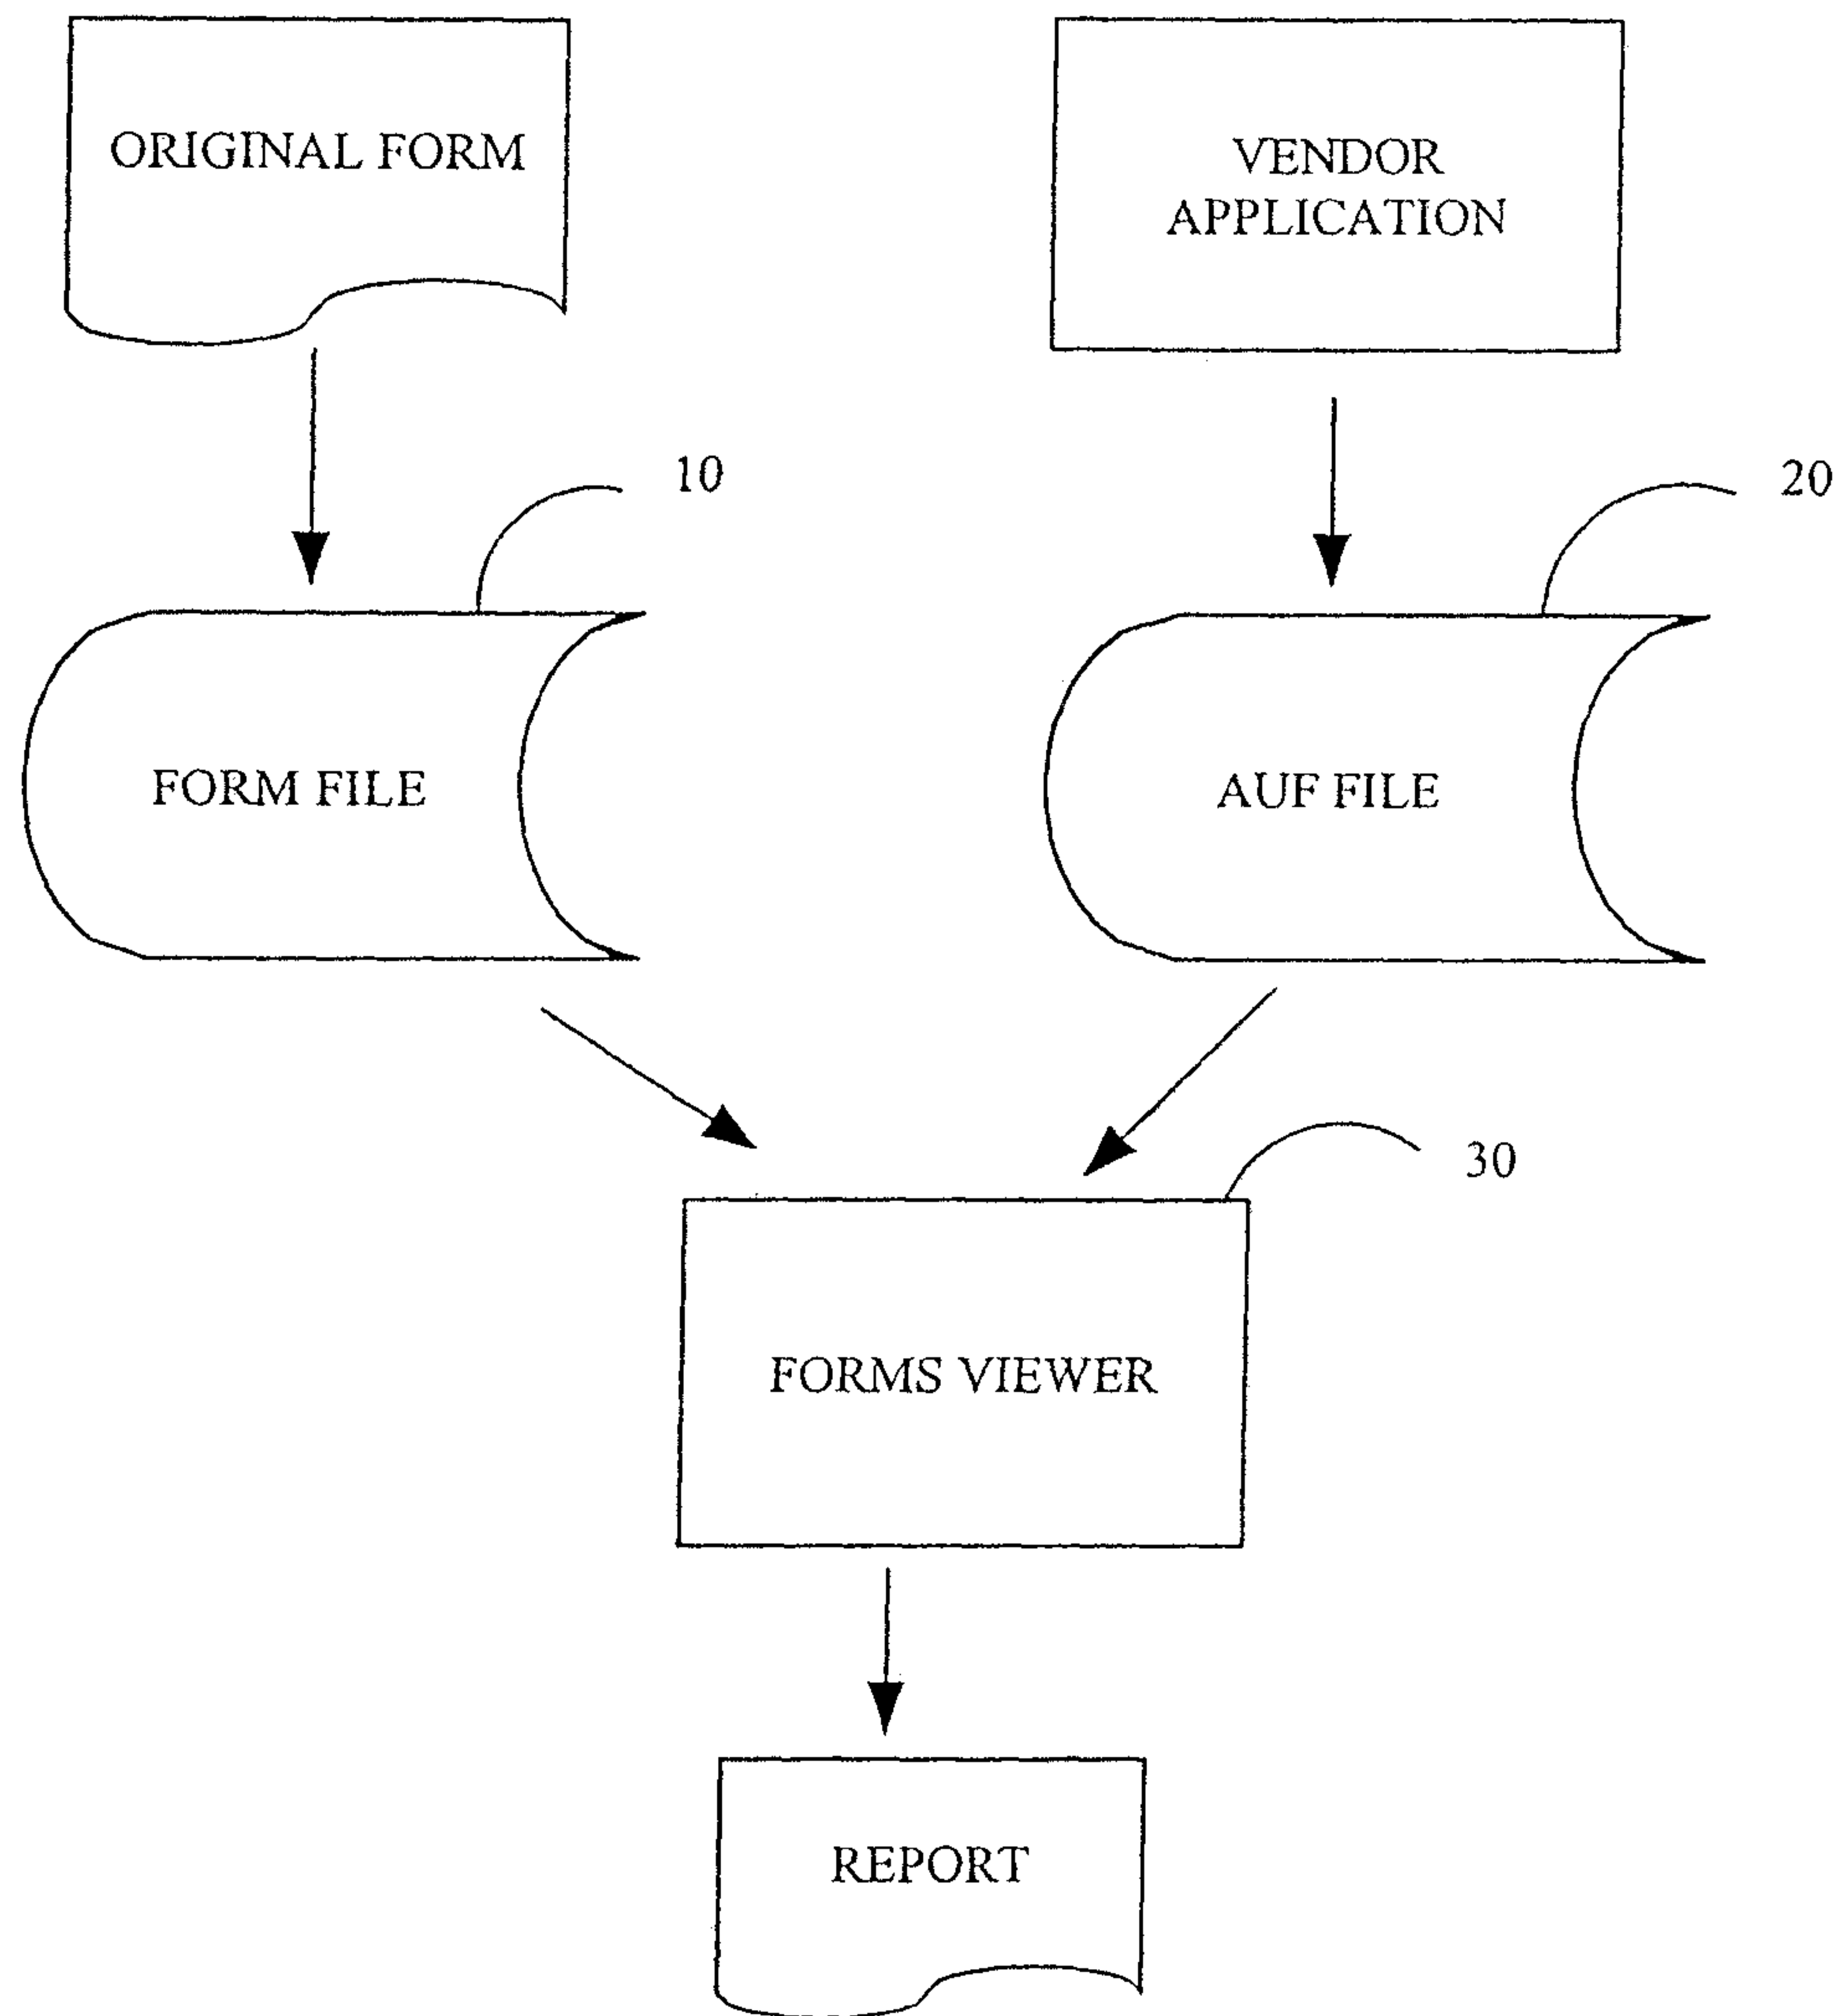 ORIGINAL FORM
VENDOR
APPLICATION
10
20
FORM FILE
AUF FILE
30
FORMS VIEWER
REPORT